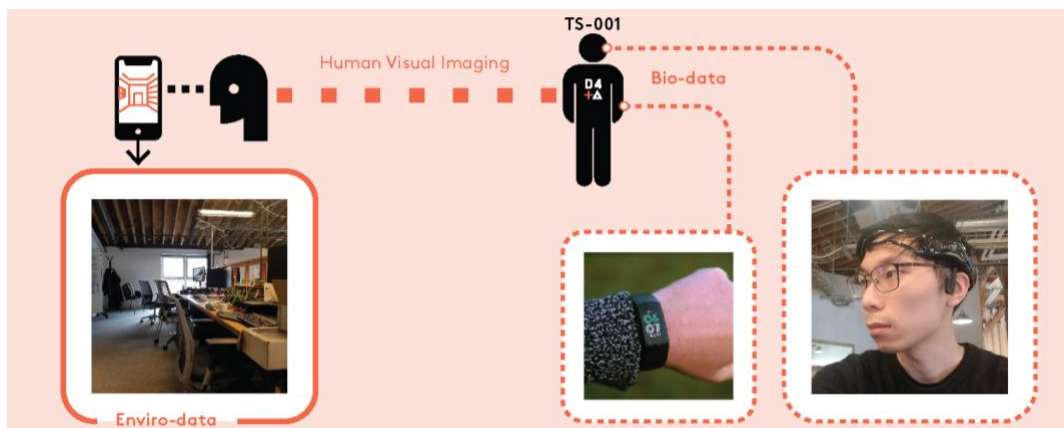 TS-001
Human Visual Imaging
Bio-data
D4
+Δ
Enviro-data